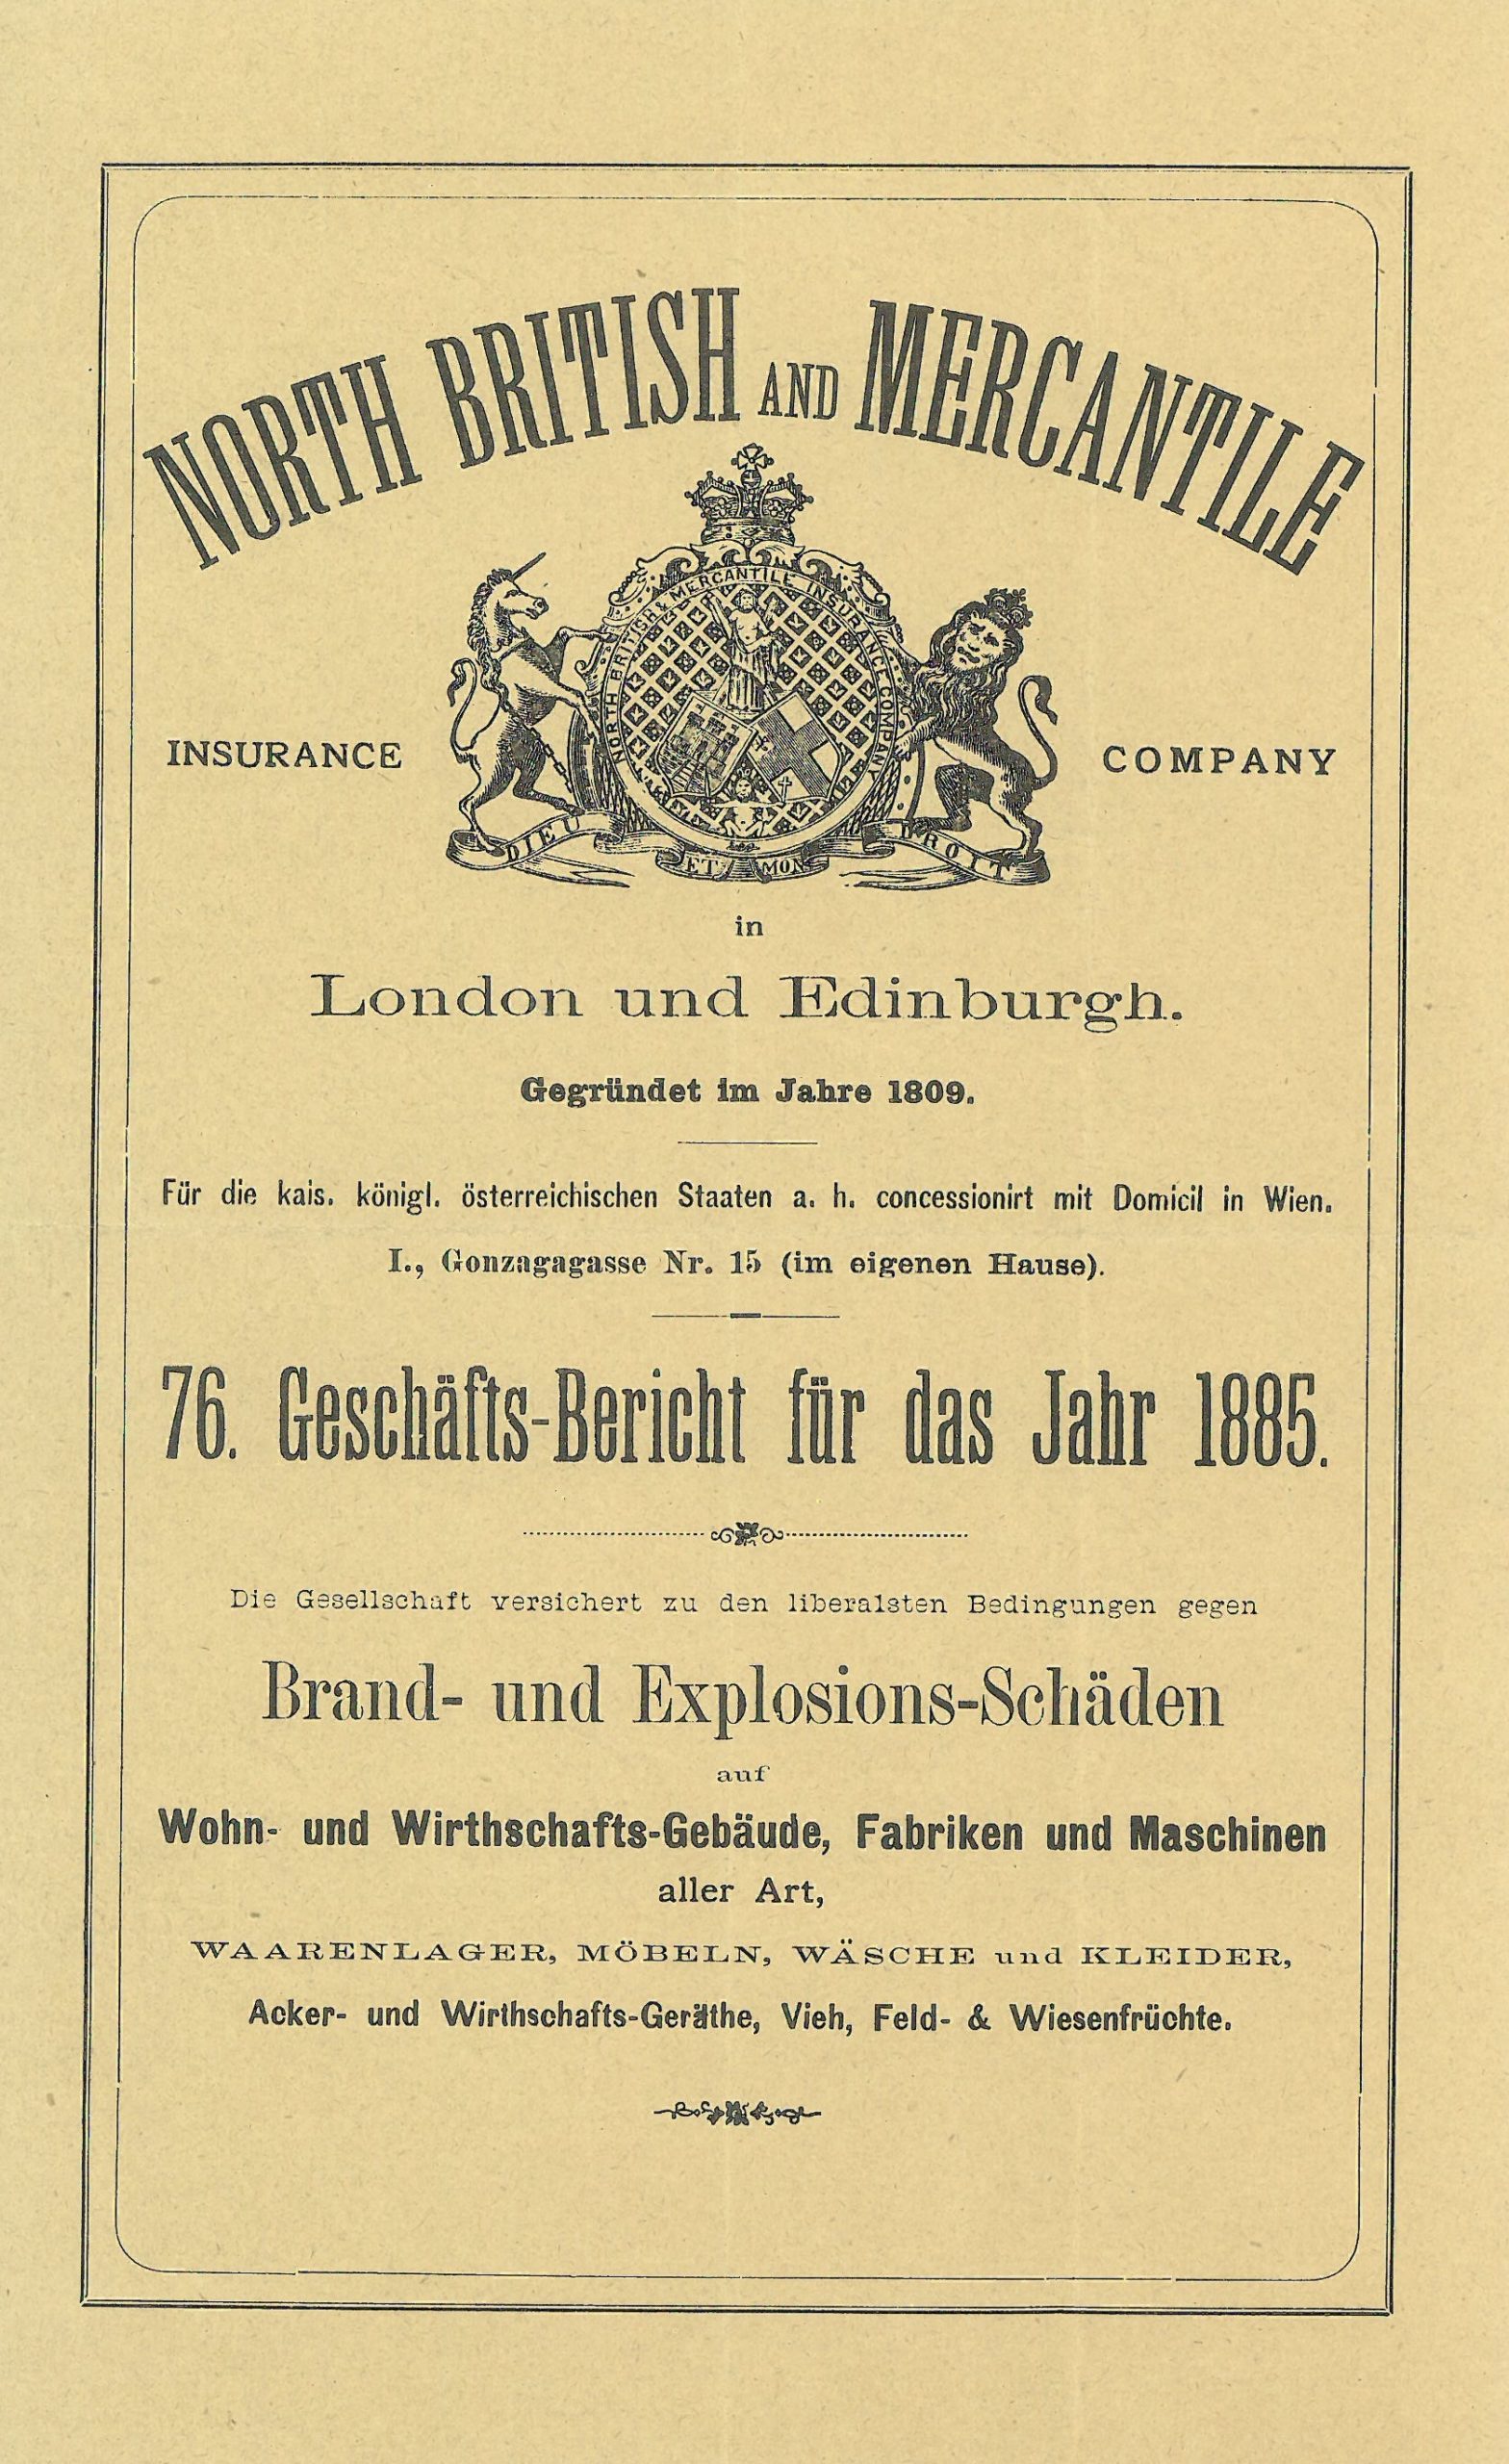 NORTH BRITISH AND MERCANTILE
NORTH BRITISH & MERCANTILE INSURANCE COMPANY
INSURANCE COMPANY
DIEU ET MON DROIT
in
London und Edinburgh.
Gegründet im Jahre 1809.
Für die kais. königl. österreichischen Staaten a. h. concessionirt mit Domicil in Wien.
I., Gonzagagasse Nr. 15 (im eigenen Hause).
76. Geschäfts-Bericht für das Jahr 1885.
Die Gesellschaft versichert zu den liberalsten Bedingungen gegen
Brand- und Explosions-Schäden
auf
Wohn- und Wirthschafts-Gebäude, Fabriken und Maschinen
aller Art,
WAARENLAGER, MÖBELN, WÄSCHE und KLEIDER,
Acker- und Wirthschafts-Geräthe, Vieh, Feld- & Wiesenfrüchte.